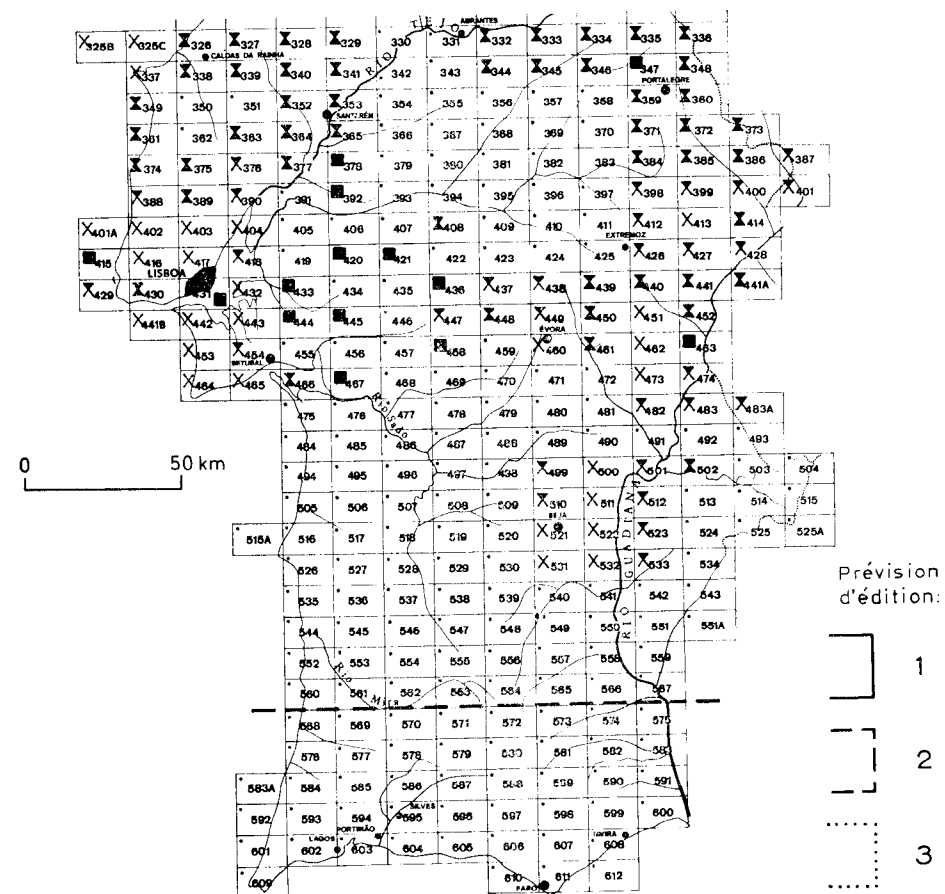 ABRANTES
RIO TEJO
325B 325C 326 327 328 329 330 331 332 333 334 335 336
CALDAS DA RAINHA
337 338 339 340 341 342 343 344 345 346 347 348
PORTALEGRE
349 350 351 352 353 354 355 356 357 358 359 360
SANTARÉM
361 362 363 364 365 366 367 368 369 370 371 372 373
374 375 376 377 378 379 380 381 382 383 384 385 386 387
388 389 390 391 392 393 394 395 396 397 398 399 400 401
401A 402 403 404 405 406 407 408 409 410 411 412 413 414
EXTREMOZ
415 416 417 418 419 420 421 422 423 424 425 426 427 428
LISBOA
429 430 431 432 433 434 435 436 437 438 439 440 441 441A
441B 442 443 444 445 446 447 448 449 450 451 452
ÉVORA
453 454 455 456 457 458 459 460 461 462 463
SETUBAL
464 465 466 467 468 469 470 471 472 473 474
Rio Sado
475 476 477 478 479 480 481 482 483 483A
484 485 486 487 488 489 490 491 492 493
0 50 km
494 495 496 497 498 499 500 501 502 503 504
505 506 507 508 509 510 511 512 513 514 515
BEJA
RIO GUADIANA
515A 516 517 518 519 520 521 522 523 524 525 525A
526 527 528 529 530 531 532 533 534
535 536 537 538 539 540 541 542 543
544 545 546 547 548 549 550 551 551A
552 553 554 555 556 557 558 559
Rio Mira
560 561 562 563 564 565 566 567
568 569 570 571 572 573 574 575
576 577 578 579 580 581 582 583
583A 584 585 586 587 588 589 590 591
SILVES
592 593 594 595 596 597 598 599 600
LAGOS PORTIMÃO TAVIRA
601 602 603 604 605 606 607 608
609 610 611 612
FARO
Prévision
d'édition:
1
2
3